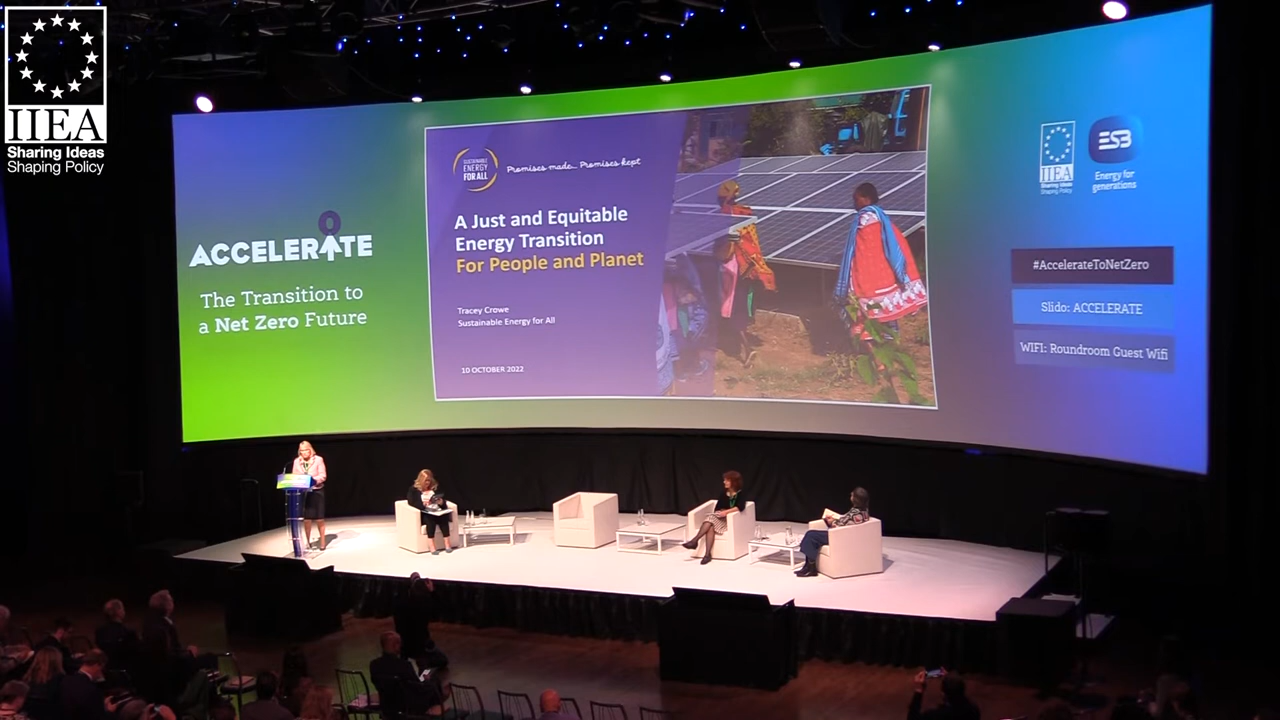 IIEA
Sharing Ideas
Shaping Policy
ACCELERATE
The Transition to
a Net Zero Future
SUSTAINABLE
ENERGY
FOR ALL
Promises made... Promises kept
A Just and Equitable
Energy Transition
For People and Planet
Tracey Crowe
Sustainable Energy for All
10 OCTOBER 2022
IIEA
Sharing Ideas
Shaping Policy
ESB
Energy for
generations
#AccelerateToNetZero
Slido: ACCELERATE
WIFI: Roundroom Guest Wifi